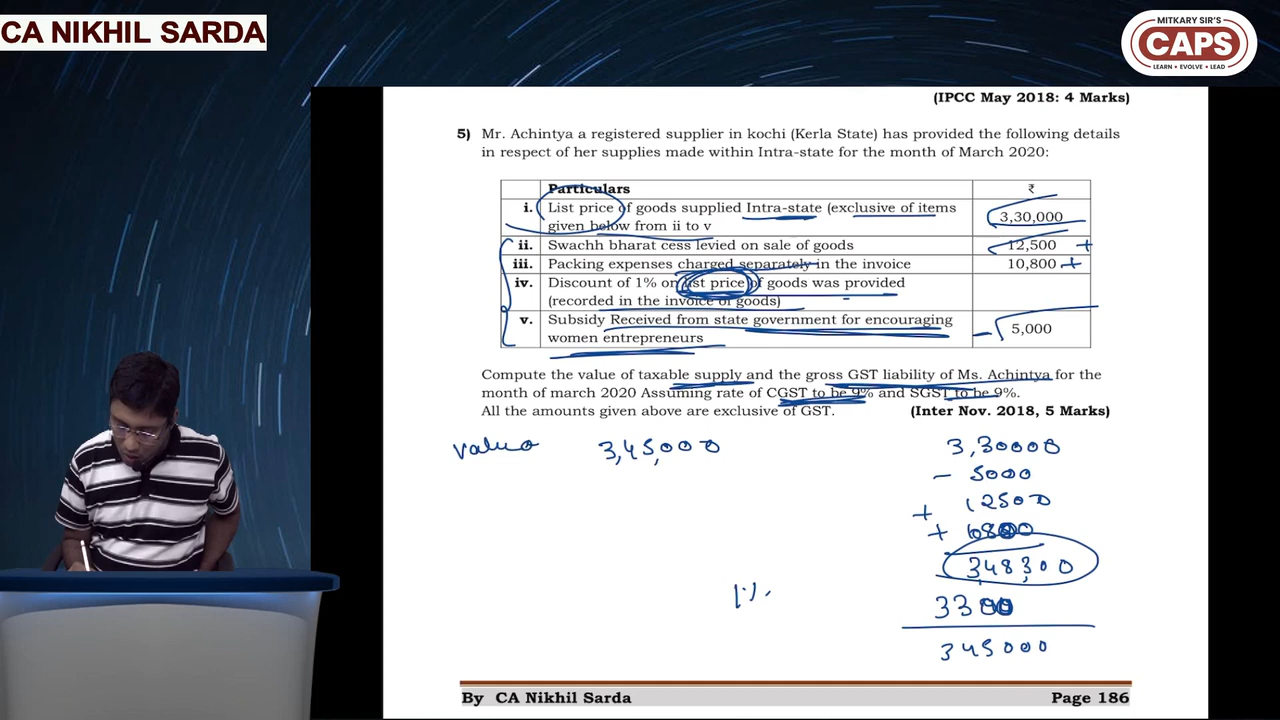 CA NIKHIL SARDA
MITKARY SIR'S
CAPS
LEARN • EVOLVE • LEAD
(IPCC May 2018: 4 Marks)
5) Mr. Achintya a registered supplier in kochi (Kerla State) has provided the following details
in respect of her supplies made within Intra-state for the month of March 2020:
Particulars ₹
i. List price of goods supplied Intra-state (exclusive of items
given below from ii to v 3,30,000
ii. Swachh bharat cess levied on sale of goods 12,500 +
iii. Packing expenses charged separately in the invoice 10,800 +
iv. Discount of 1% on list price of goods was provided
(recorded in the invoice of goods)
v. Subsidy Received from state government for encouraging
women entrepreneurs - 5,000
Compute the value of taxable supply and the gross GST liability of Ms. Achintya for the
month of march 2020 Assuming rate of CGST to be 9% and SGST to be 9%.
All the amounts given above are exclusive of GST. (Inter Nov. 2018, 5 Marks)
value 3,45,000 3,30000
- 5000
+ 12500
+ 10800
348300
1%. 3300
345000
By CA Nikhil Sarda Page 186